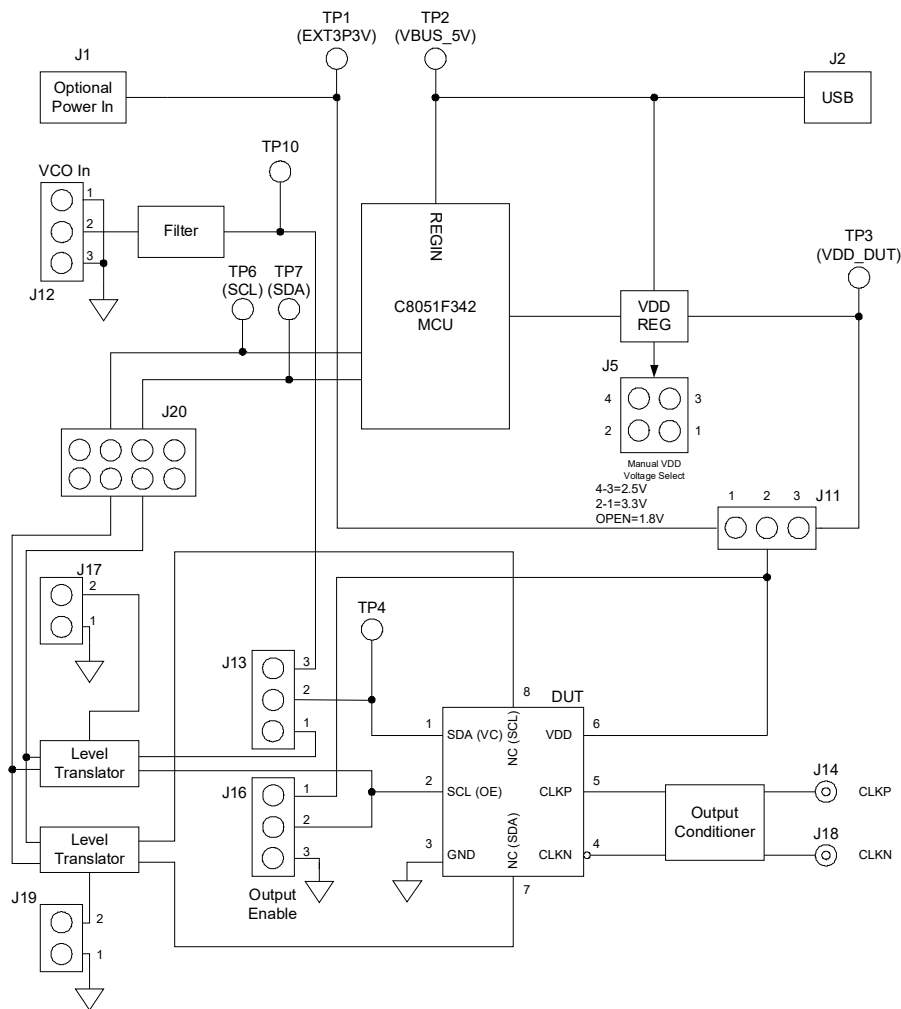 TP1
(EXT3P3V)
TP2
(VBUS_5V)
J1
Optional
Power In
J2
USB
TP10
VCO In
1
2
3
J12
Filter
REGIN
C8051F342
MCU
TP6
(SCL)
TP7
(SDA)
TP3
(VDD_DUT)
VDD
REG
J5
4
3
2
1
Manual VDD
Voltage Select
4-3=2.5V
2-1=3.3V
OPEN=1.8V
J20
1
2
3
J11
J17
2
1
TP4
J13
3
2
1
8
DUT
1
SDA (VC)
NC (SCL)
VDD
6
Level
Translator
J16
1
2
3
Output
Enable
2
SCL (OE)
CLKP
5
Output
Conditioner
J14
CLKP
Level
Translator
3
GND
NC (SDA)
CLKN
4
J18
CLKN
7
J19
2
1